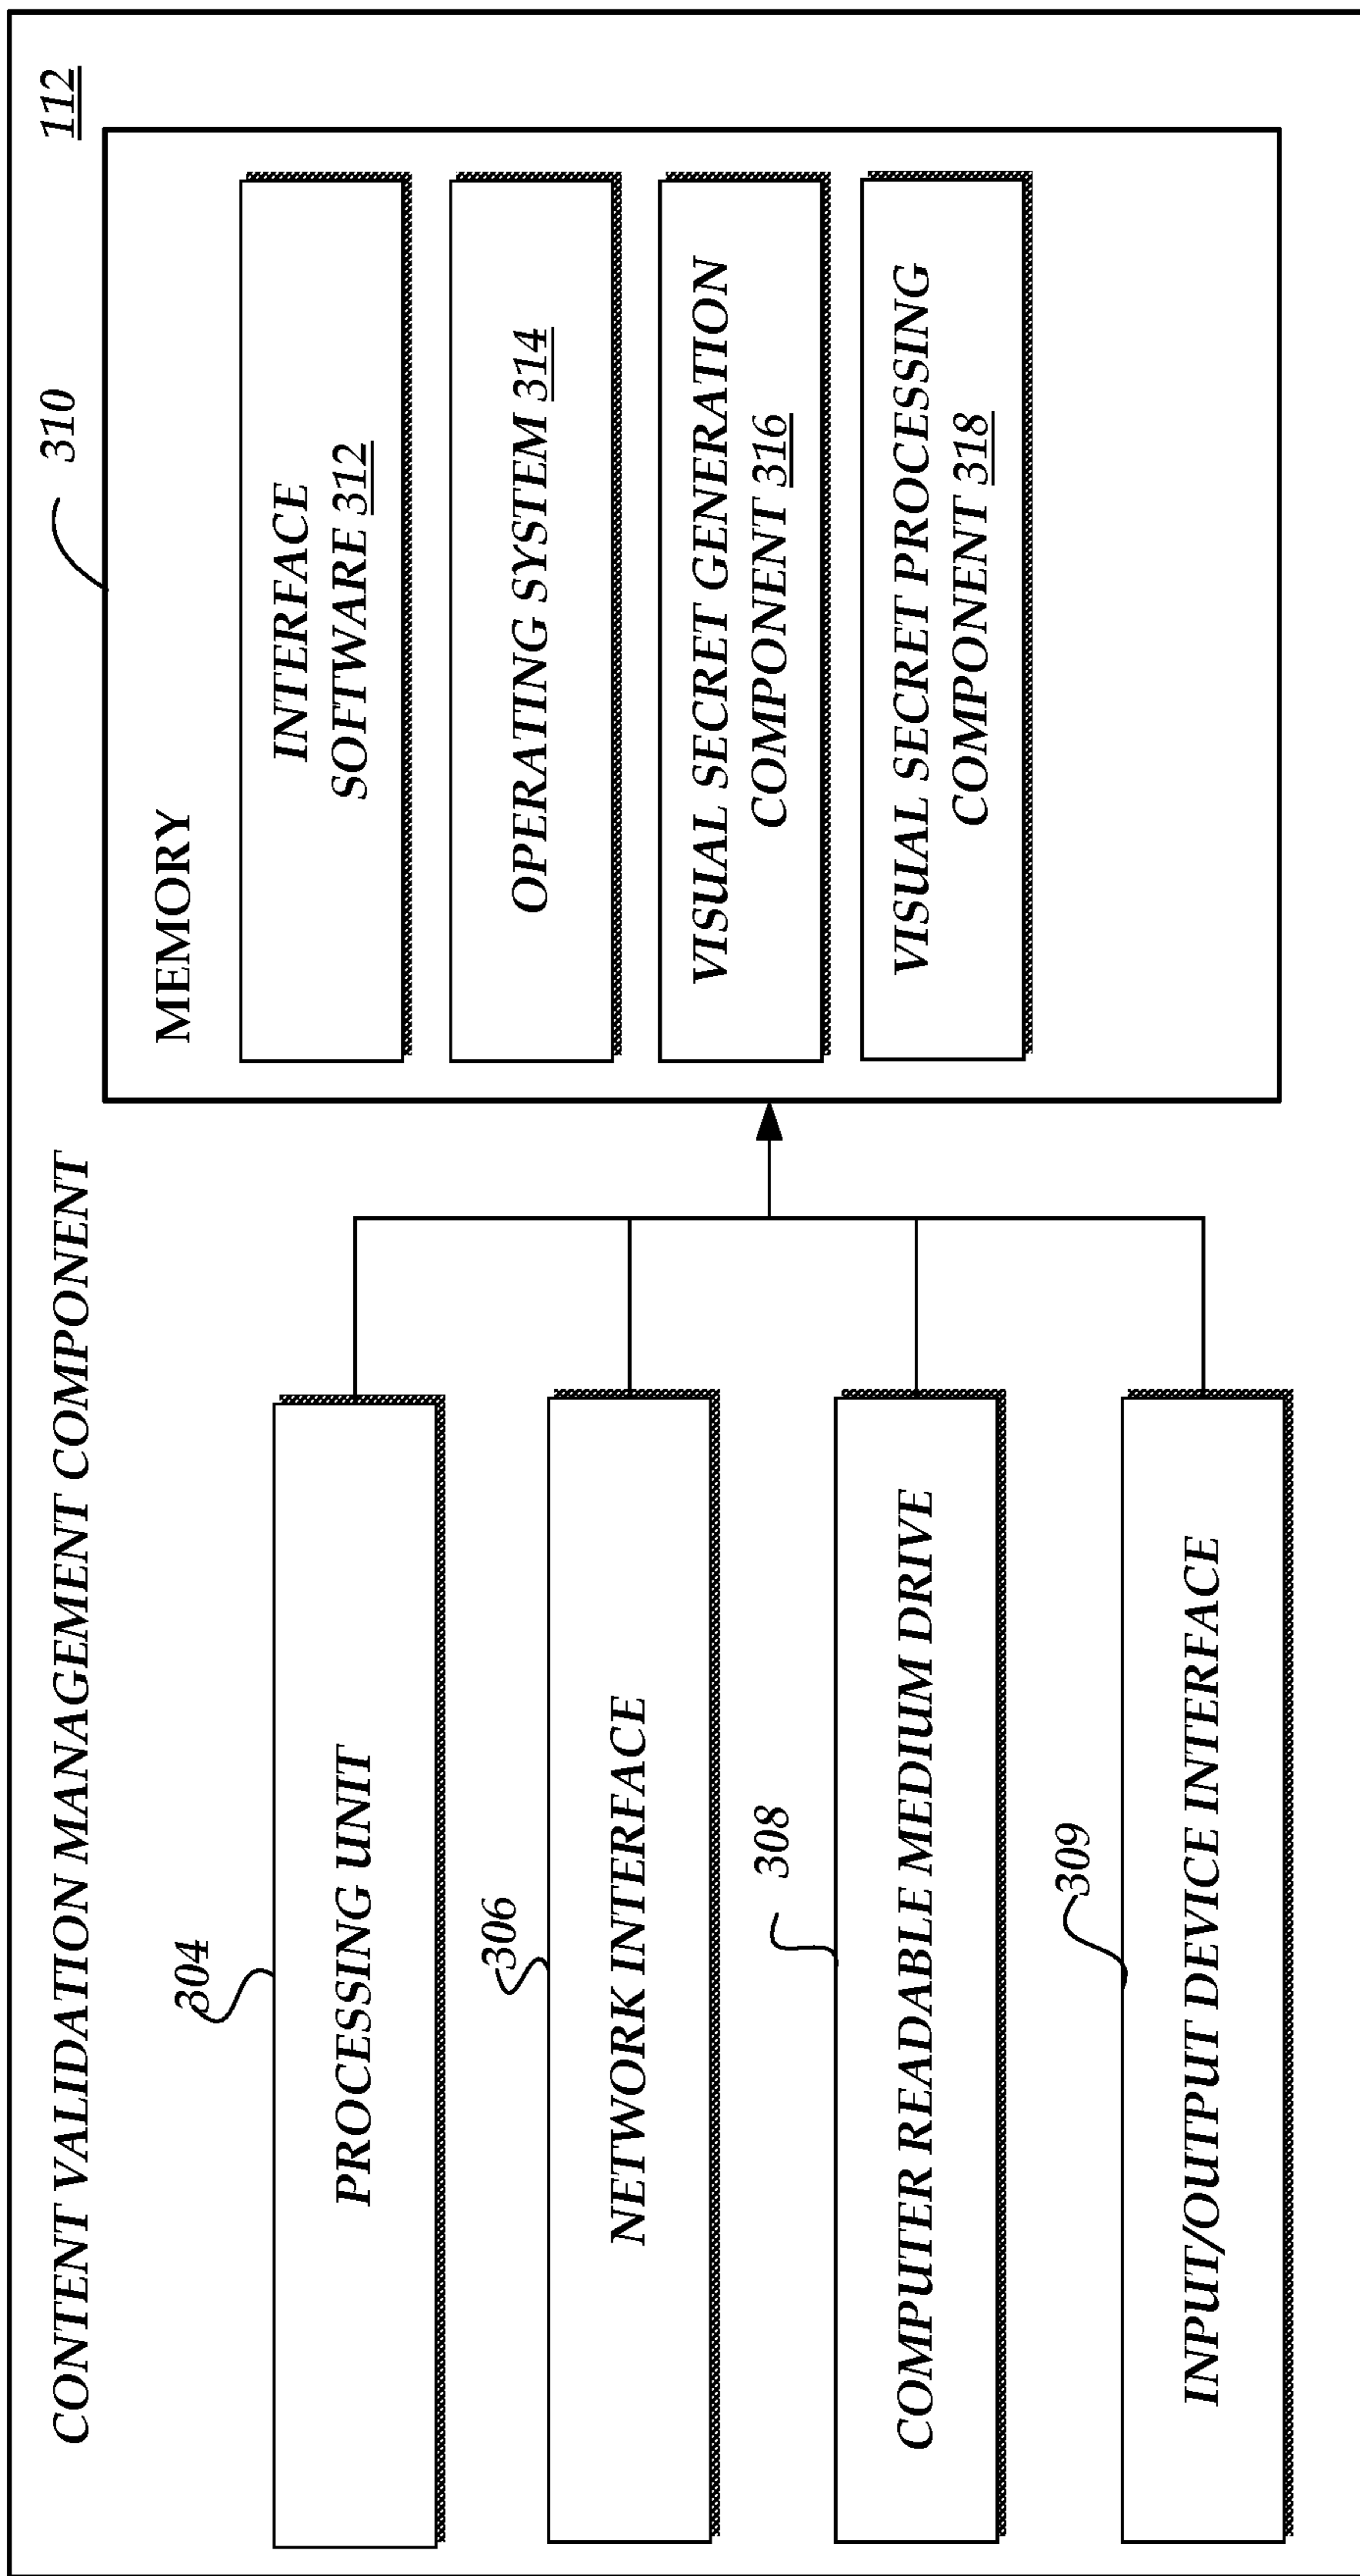 CONTENT VALIDATION MANAGEMENT COMPONENT
112
304
PROCESSING UNIT
306
NETWORK INTERFACE
308
COMPUTER READABLE MEDIUM DRIVE
309
INPUT/OUTPUT DEVICE INTERFACE
310
MEMORY
INTERFACE
SOFTWARE 312
OPERATING SYSTEM 314
VISUAL SECRET GENERATION
COMPONENT 316
VISUAL SECRET PROCESSING
COMPONENT 318